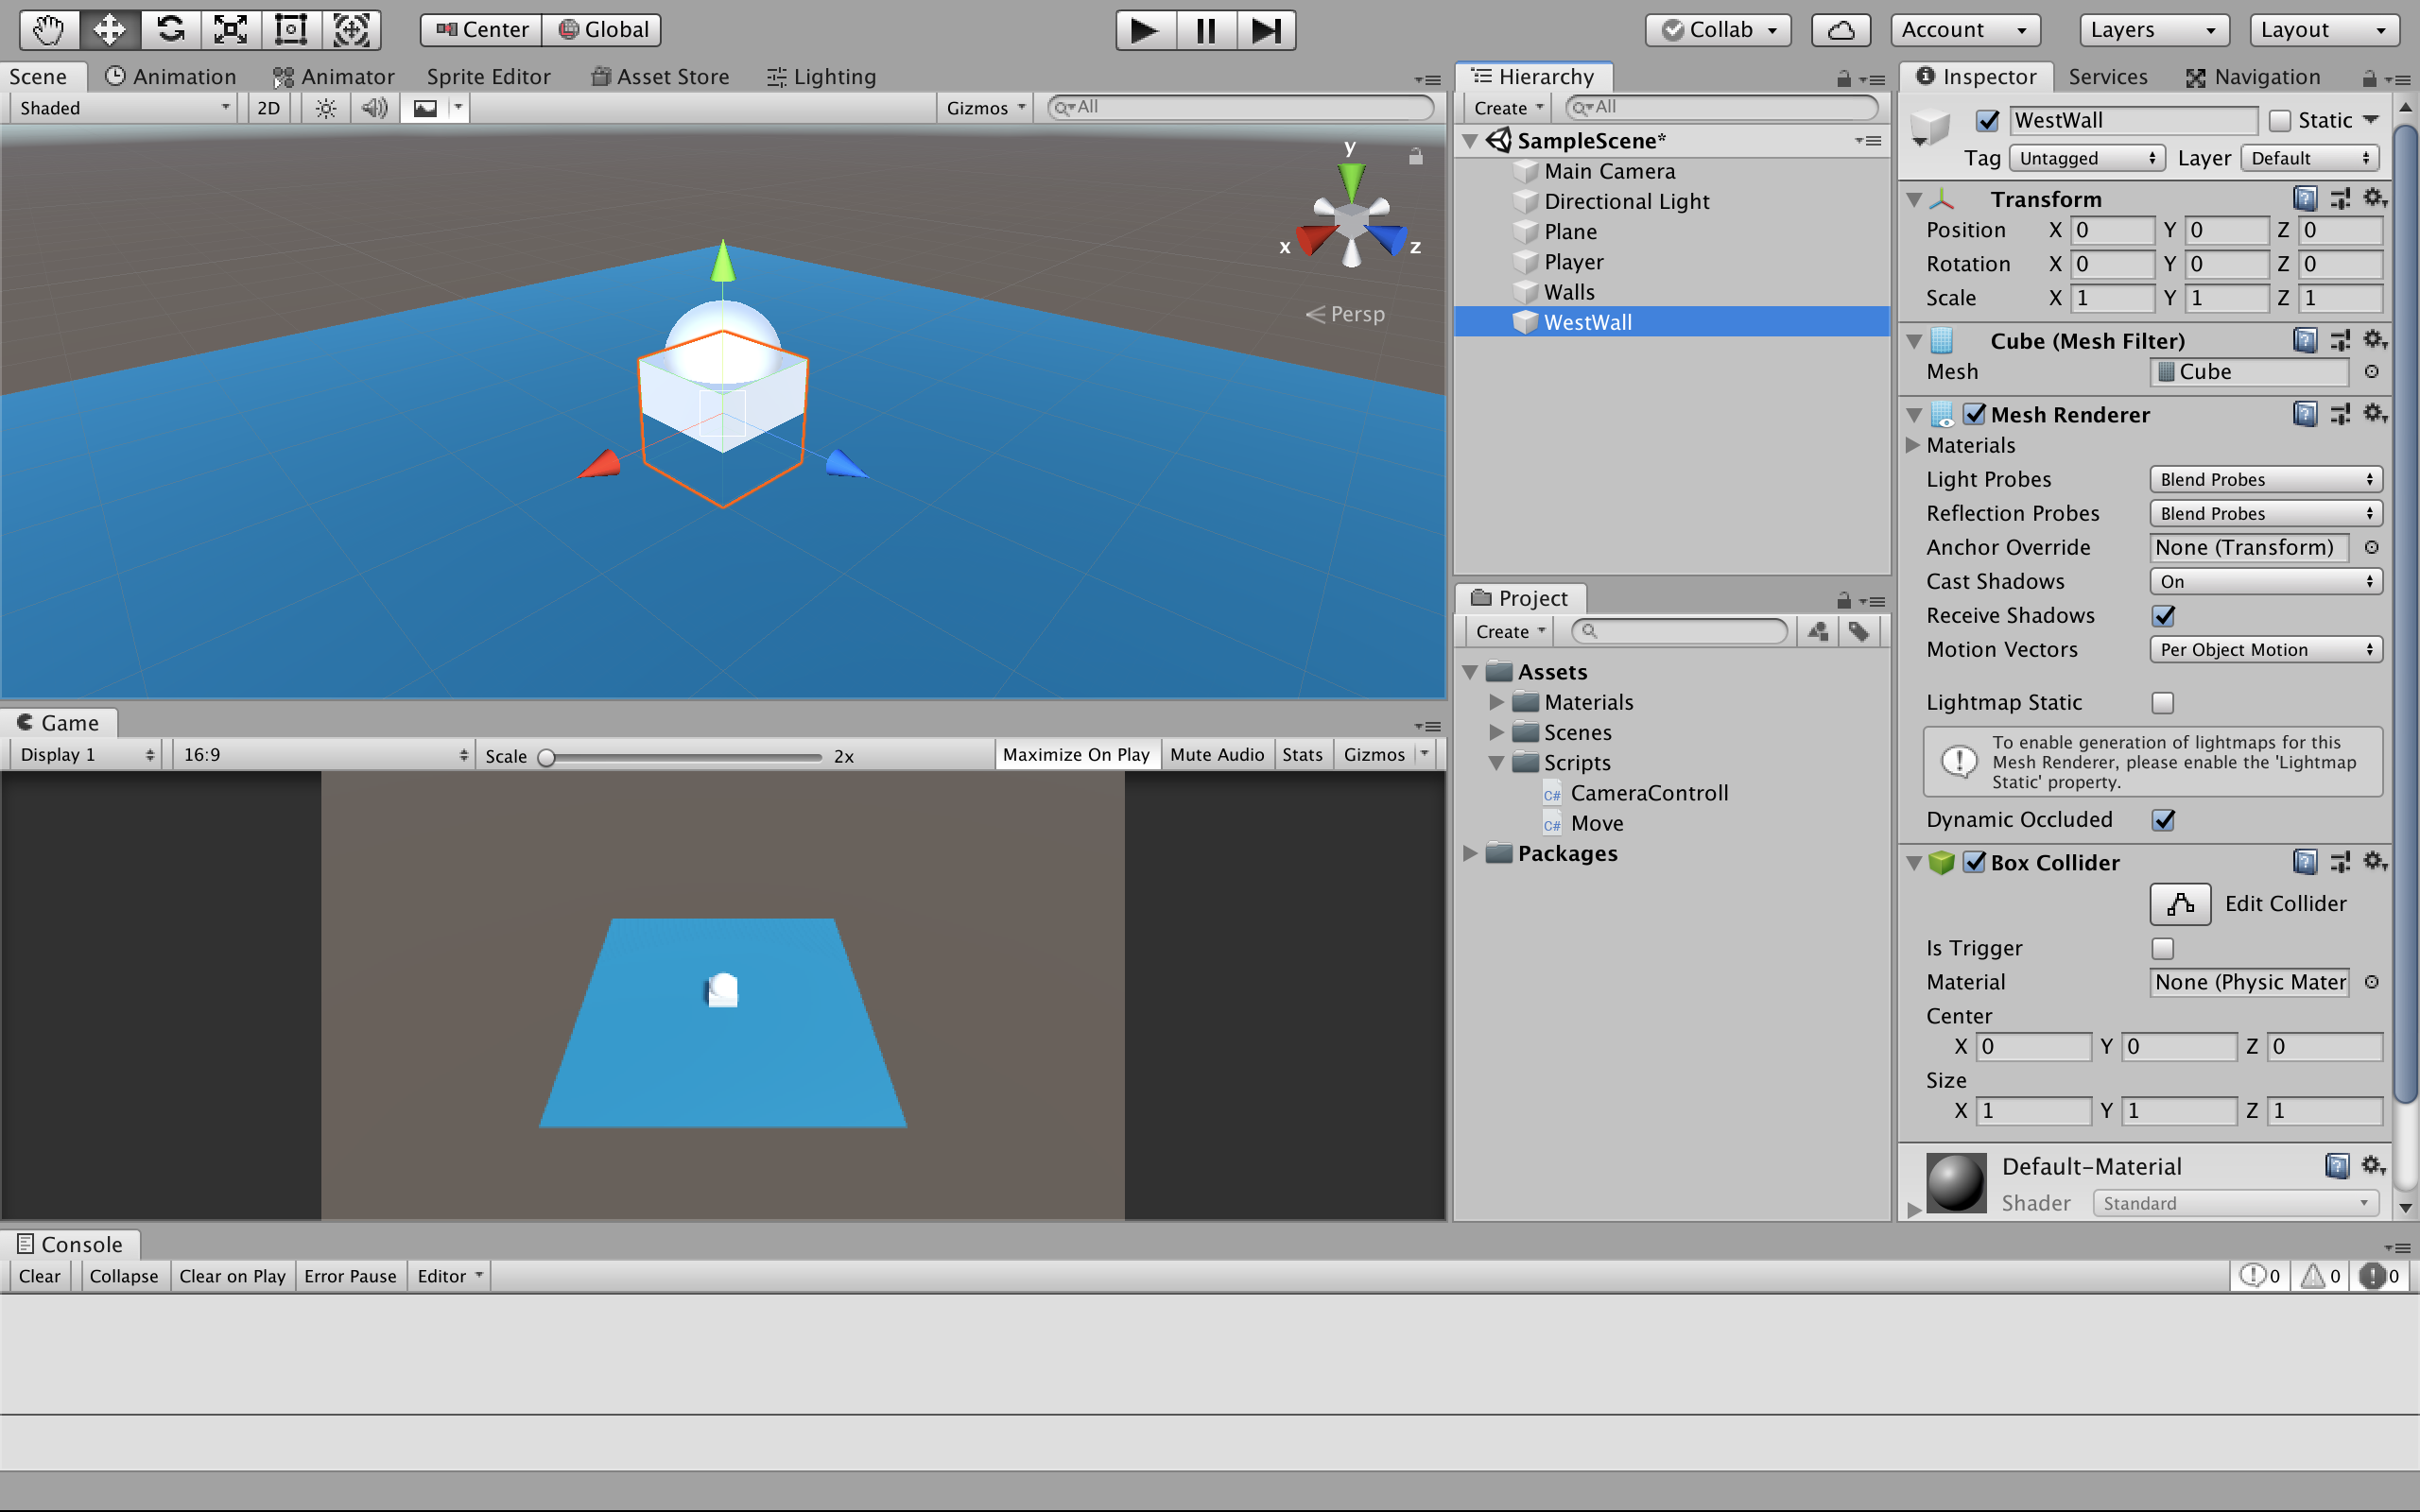 Center Global Collab Account Layers Layout
Scene Animation Animator Sprite Editor Asset Store Lighting
Shaded 2D Gizmos All
y
x z
Persp
Game
Display 1 16:9 Scale 2x Maximize On Play Mute Audio Stats Gizmos
Hierarchy
Create All
SampleScene*
Main Camera
Directional Light
Plane
Player
Walls
WestWall
Project
Create
Assets
Materials
Scenes
Scripts
C# CameraControll
C# Move
Packages
Inspector Services Navigation
WestWall Static
Tag Untagged Layer Default
Transform
Position X 0 Y 0 Z 0
Rotation X 0 Y 0 Z 0
Scale X 1 Y 1 Z 1
Cube (Mesh Filter)
Mesh Cube
Mesh Renderer
Materials
Light Probes Blend Probes
Reflection Probes Blend Probes
Anchor Override None (Transform)
Cast Shadows On
Receive Shadows
Motion Vectors Per Object Motion
Lightmap Static
To enable generation of lightmaps for this
Mesh Renderer, please enable the 'Lightmap
Static' property.
Dynamic Occluded
Box Collider
Edit Collider
Is Trigger
Material None (Physic Mater
Center
X 0 Y 0 Z 0
Size
X 1 Y 1 Z 1
Default-Material
Shader Standard
Console
Clear Collapse Clear on Play Error Pause Editor 0 0 0